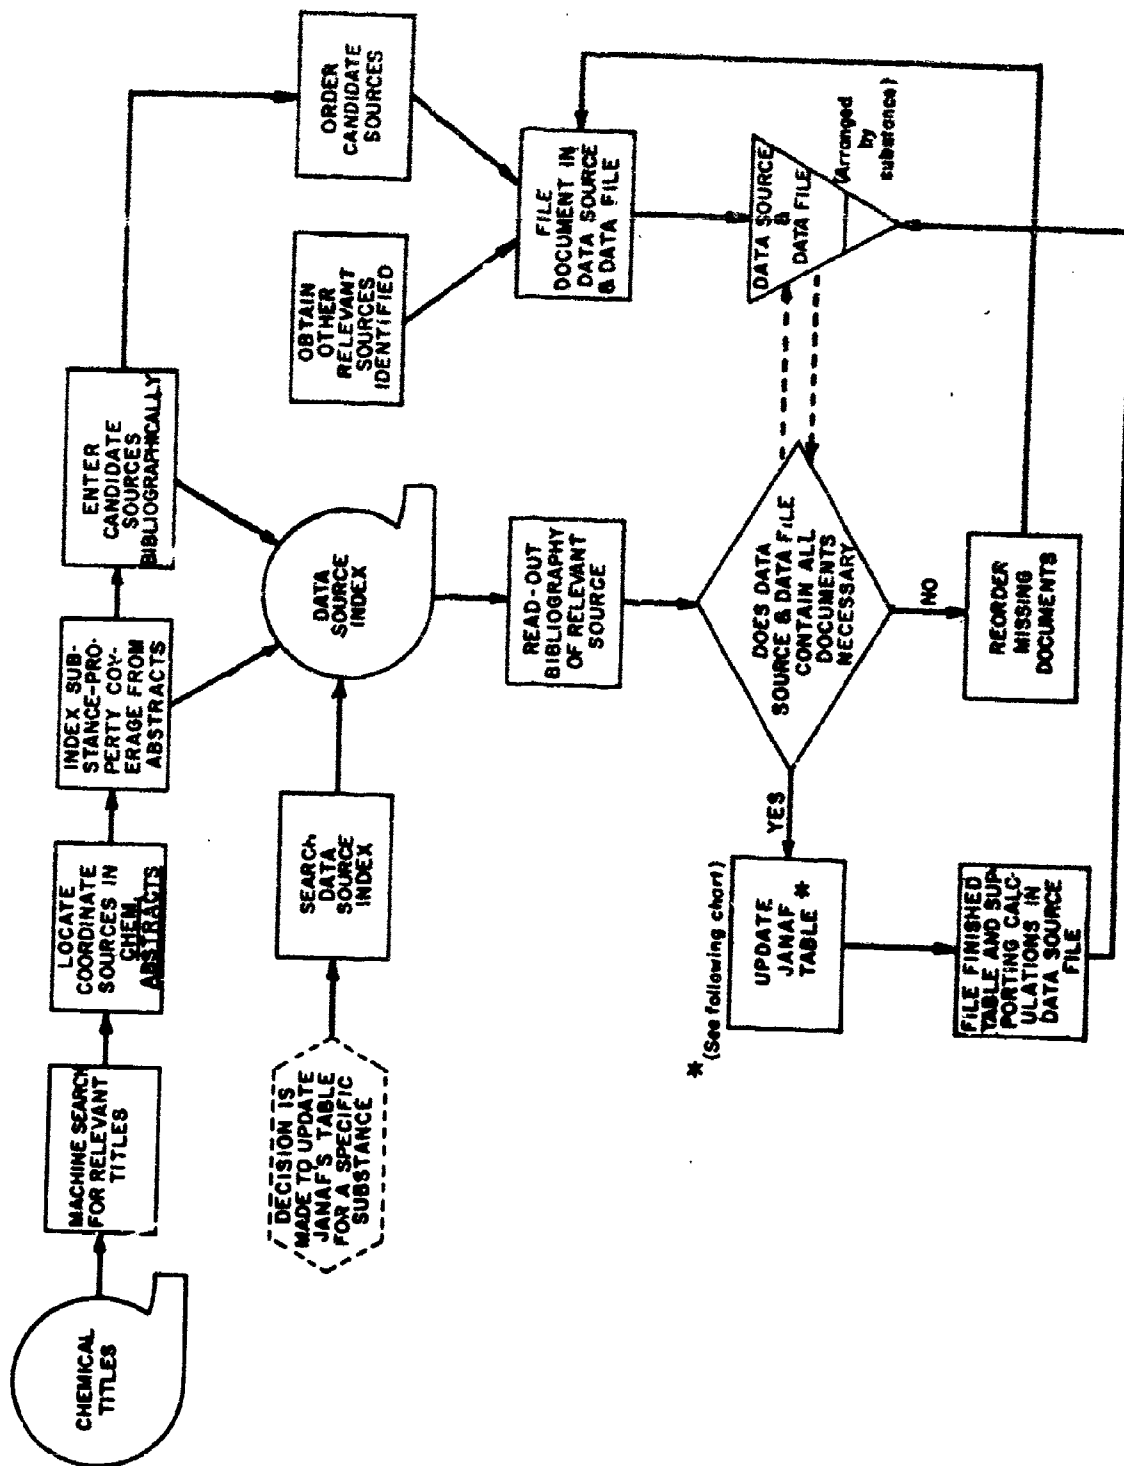 CHEMICAL
TITLES
MACHINE SEARCH
FOR RELEVANT
TITLES
LOCATE
COORDINATE
SOURCES IN
CHEM.
ABSTRACTS
INDEX SUB-
STANCE-PRO-
PERTY COV-
ERAGE FROM
ABSTRACTS
ENTER
CANDIDATE
SOURCES
BIBLIOGRAPHICALLY
ORDER
CANDIDATE
SOURCES
DECISION IS
MADE TO UPDATE
JANAF'S TABLE
FOR A SPECIFIC
SUBSTANCE
SEARCH
DATA
SOURCE
INDEX
DATA
SOURCE
INDEX
OBTAIN
OTHER
RELEVANT
SOURCES
IDENTIFIED
READ-OUT
BIBLIOGRAPHY
OF RELEVANT
SOURCE
FILE
DOCUMENT IN
DATA SOURCE
& DATA FILE
DOES DATA
SOURCE & DATA FILE
CONTAIN ALL
DOCUMENTS
NECESSARY
DATA SOURCE
&
DATA FILE
(Arranged
by
substance)
YES
NO
* (See following chart)
UPDATE
JANAF
TABLE *
FILE FINISHED
TABLE AND SUP-
PORTING CALC-
ULATIONS IN
DATA SOURCE
FILE
REORDER
MISSING
DOCUMENTS